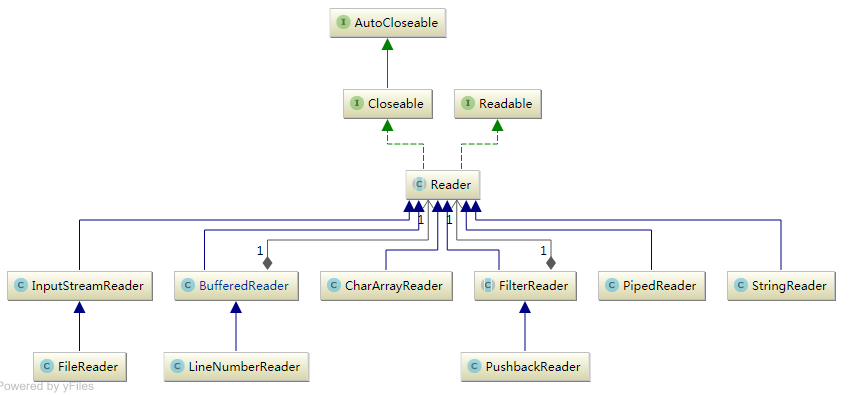 I AutoCloseable
I Closeable
I Readable
C Reader
1
1
1
1
C InputStreamReader
C BufferedReader
C CharArrayReader
C FilterReader
C PipedReader
C StringReader
C FileReader
C LineNumberReader
C PushbackReader
Powered by yFiles